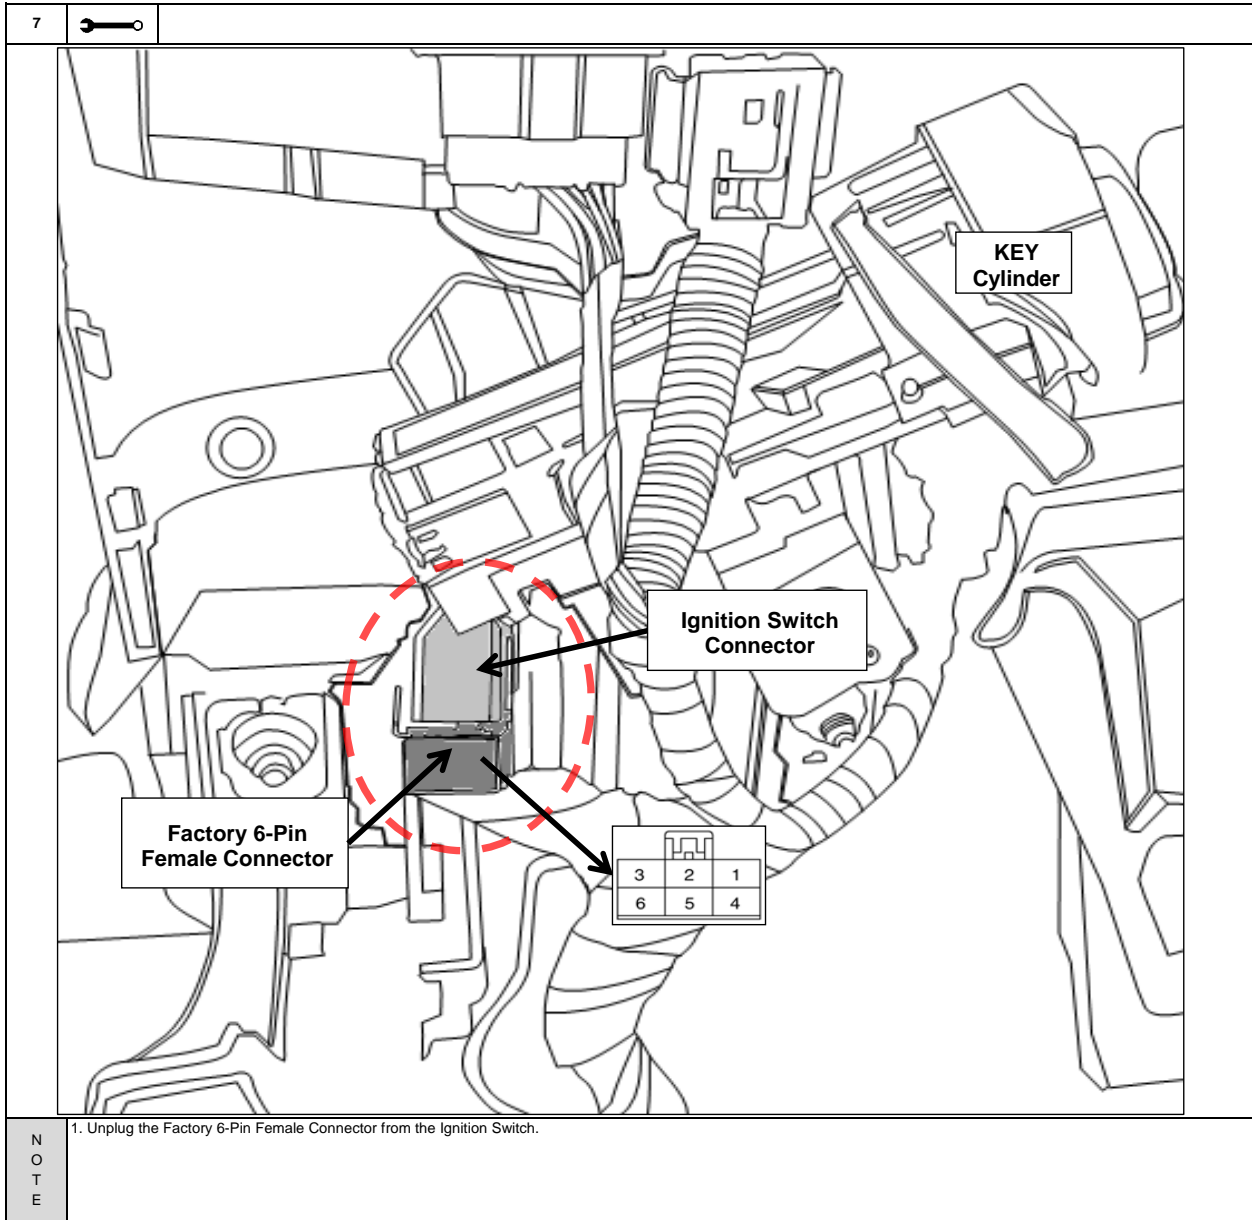 7
KEY
Cylinder
Ignition Switch
Connector
Factory 6-Pin
Female Connector
3 2 1
6 5 4
N
O
T
E
1. Unplug the Factory 6-Pin Female Connector from the Ignition Switch.